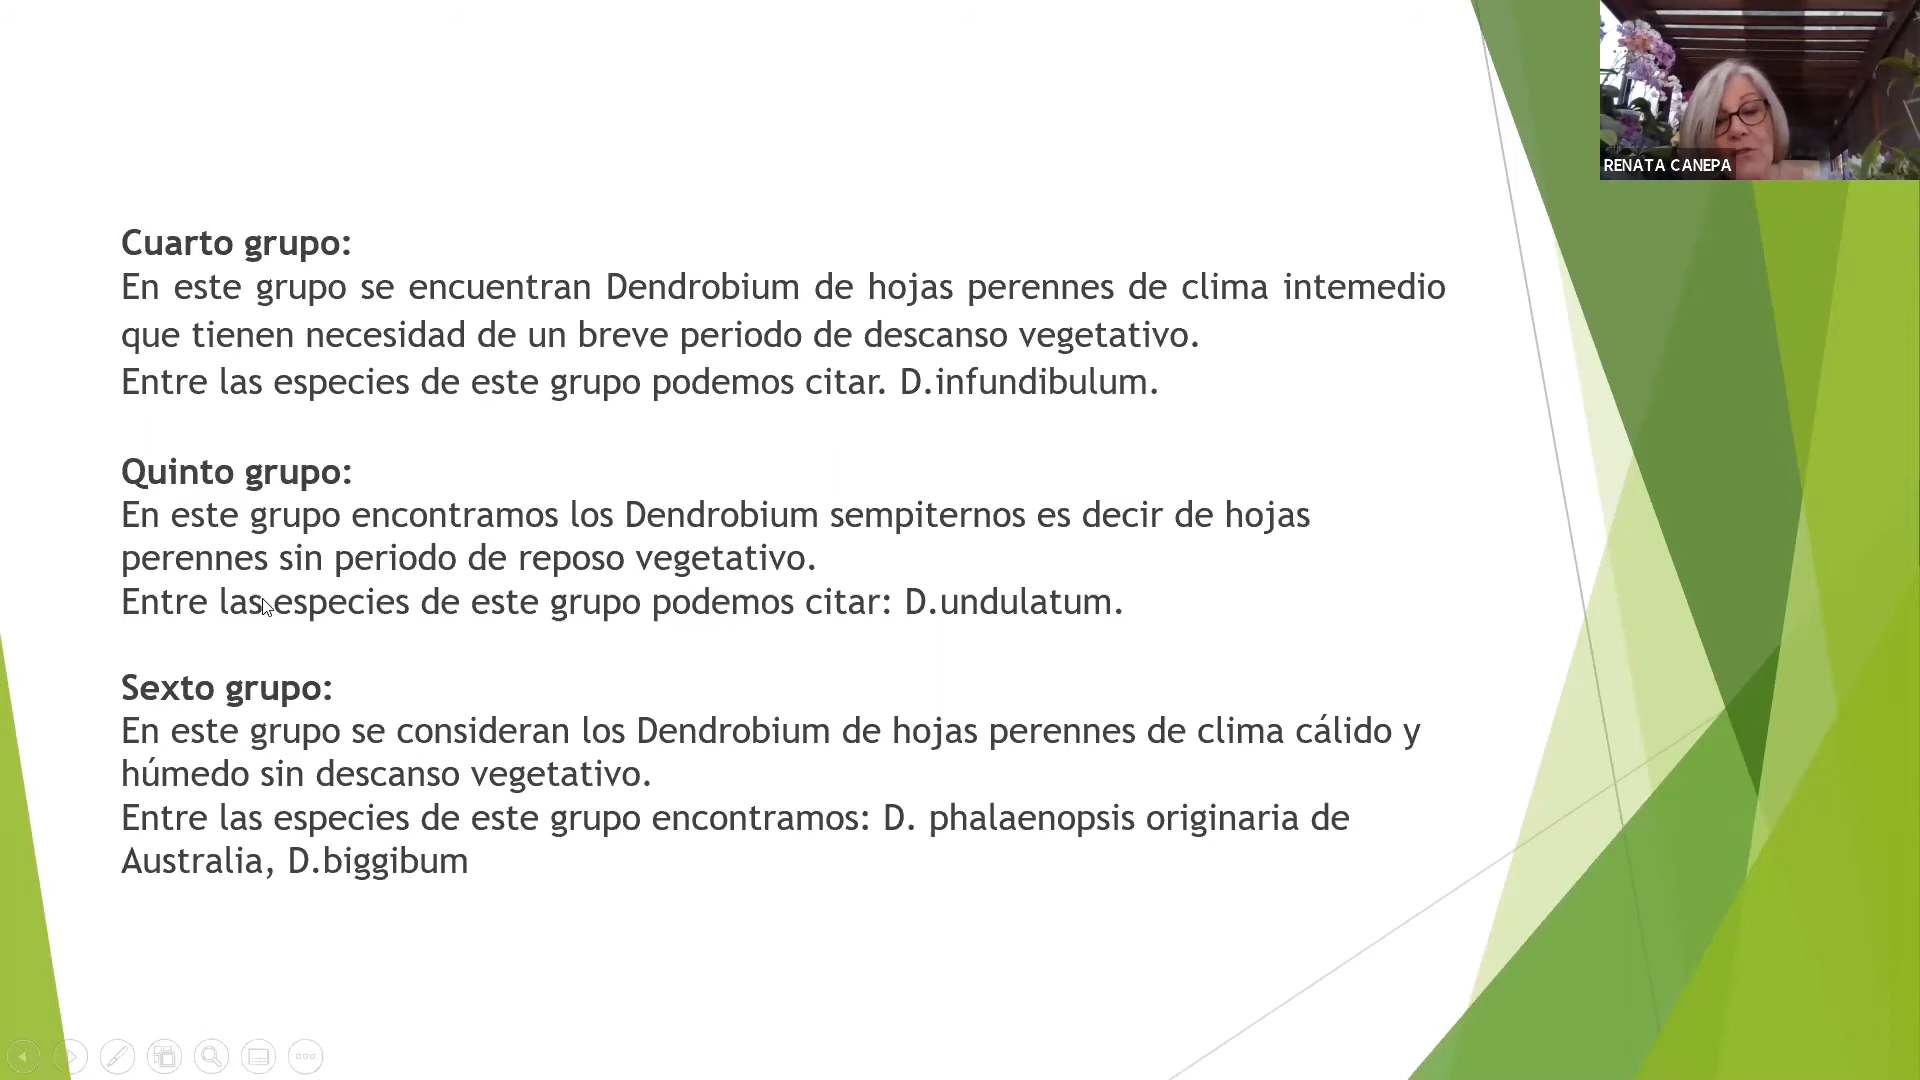 RENATA CANEPA
Cuarto grupo:
En este grupo se encuentran Dendrobium de hojas perennes de clima intemedio
que tienen necesidad de un breve periodo de descanso vegetativo.
Entre las especies de este grupo podemos citar. D.infundibulum.
Quinto grupo:
En este grupo encontramos los Dendrobium sempiternos es decir de hojas
perennes sin periodo de reposo vegetativo.
Entre las especies de este grupo podemos citar: D.undulatum.
Sexto grupo:
En este grupo se consideran los Dendrobium de hojas perennes de clima cálido y
húmedo sin descanso vegetativo.
Entre las especies de este grupo encontramos: D. phalaenopsis originaria de
Australia, D.biggibum